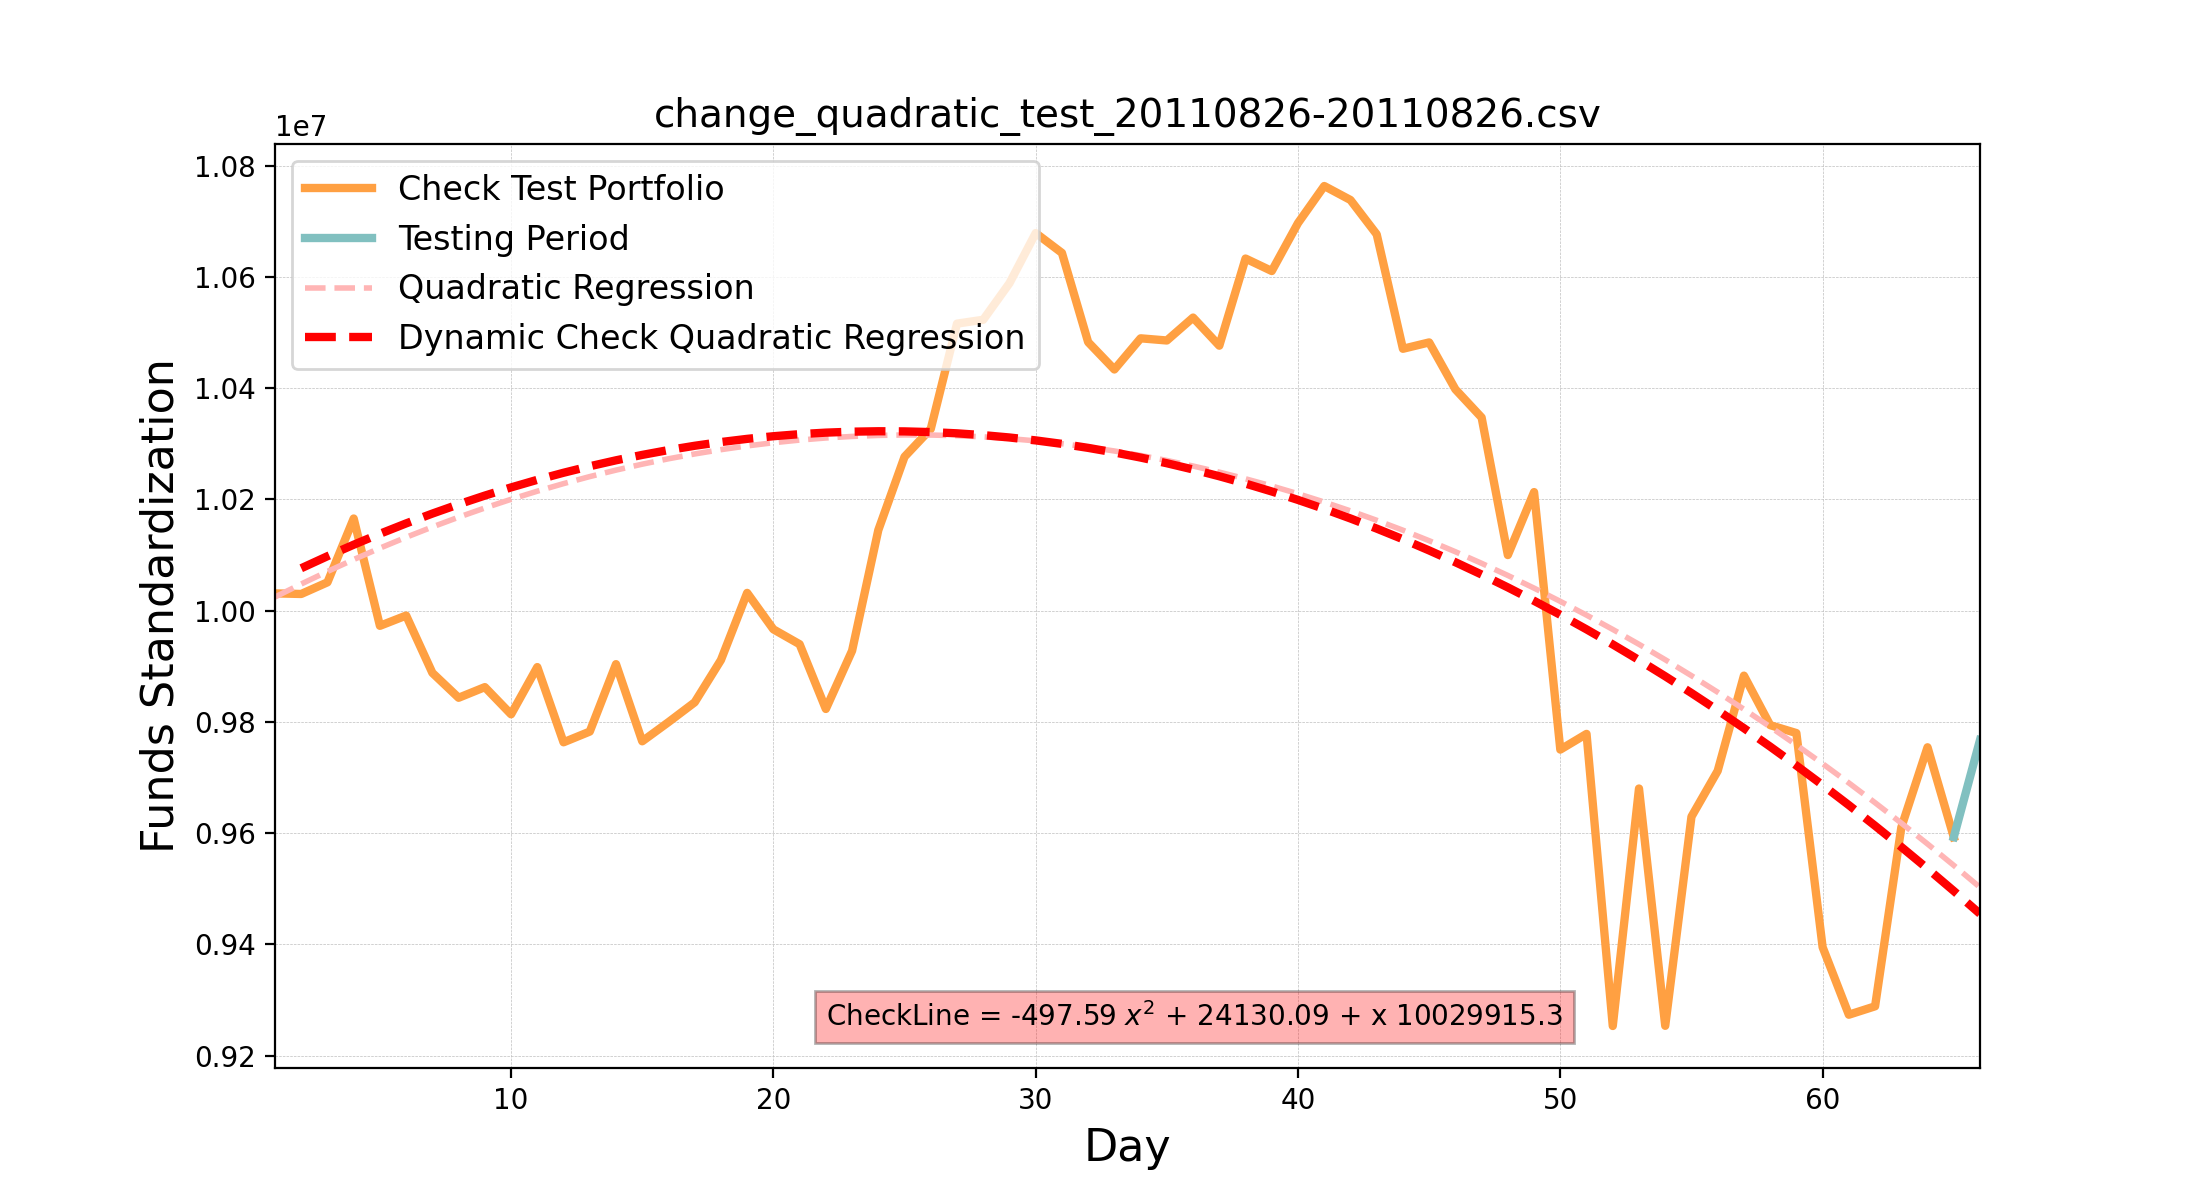 change_quadratic_test_20110826-20110826.csv
1e7
Check Test Portfolio
Testing Period
Quadratic Regression
Dynamic Check Quadratic Regression
1.08
1.06
1.04
1.02
1.00
0.98
0.96
0.94
0.92
Funds Standardization
CheckLine = -497.59 x² + 24130.09 + x 10029915.3
10 20 30 40 50 60
Day